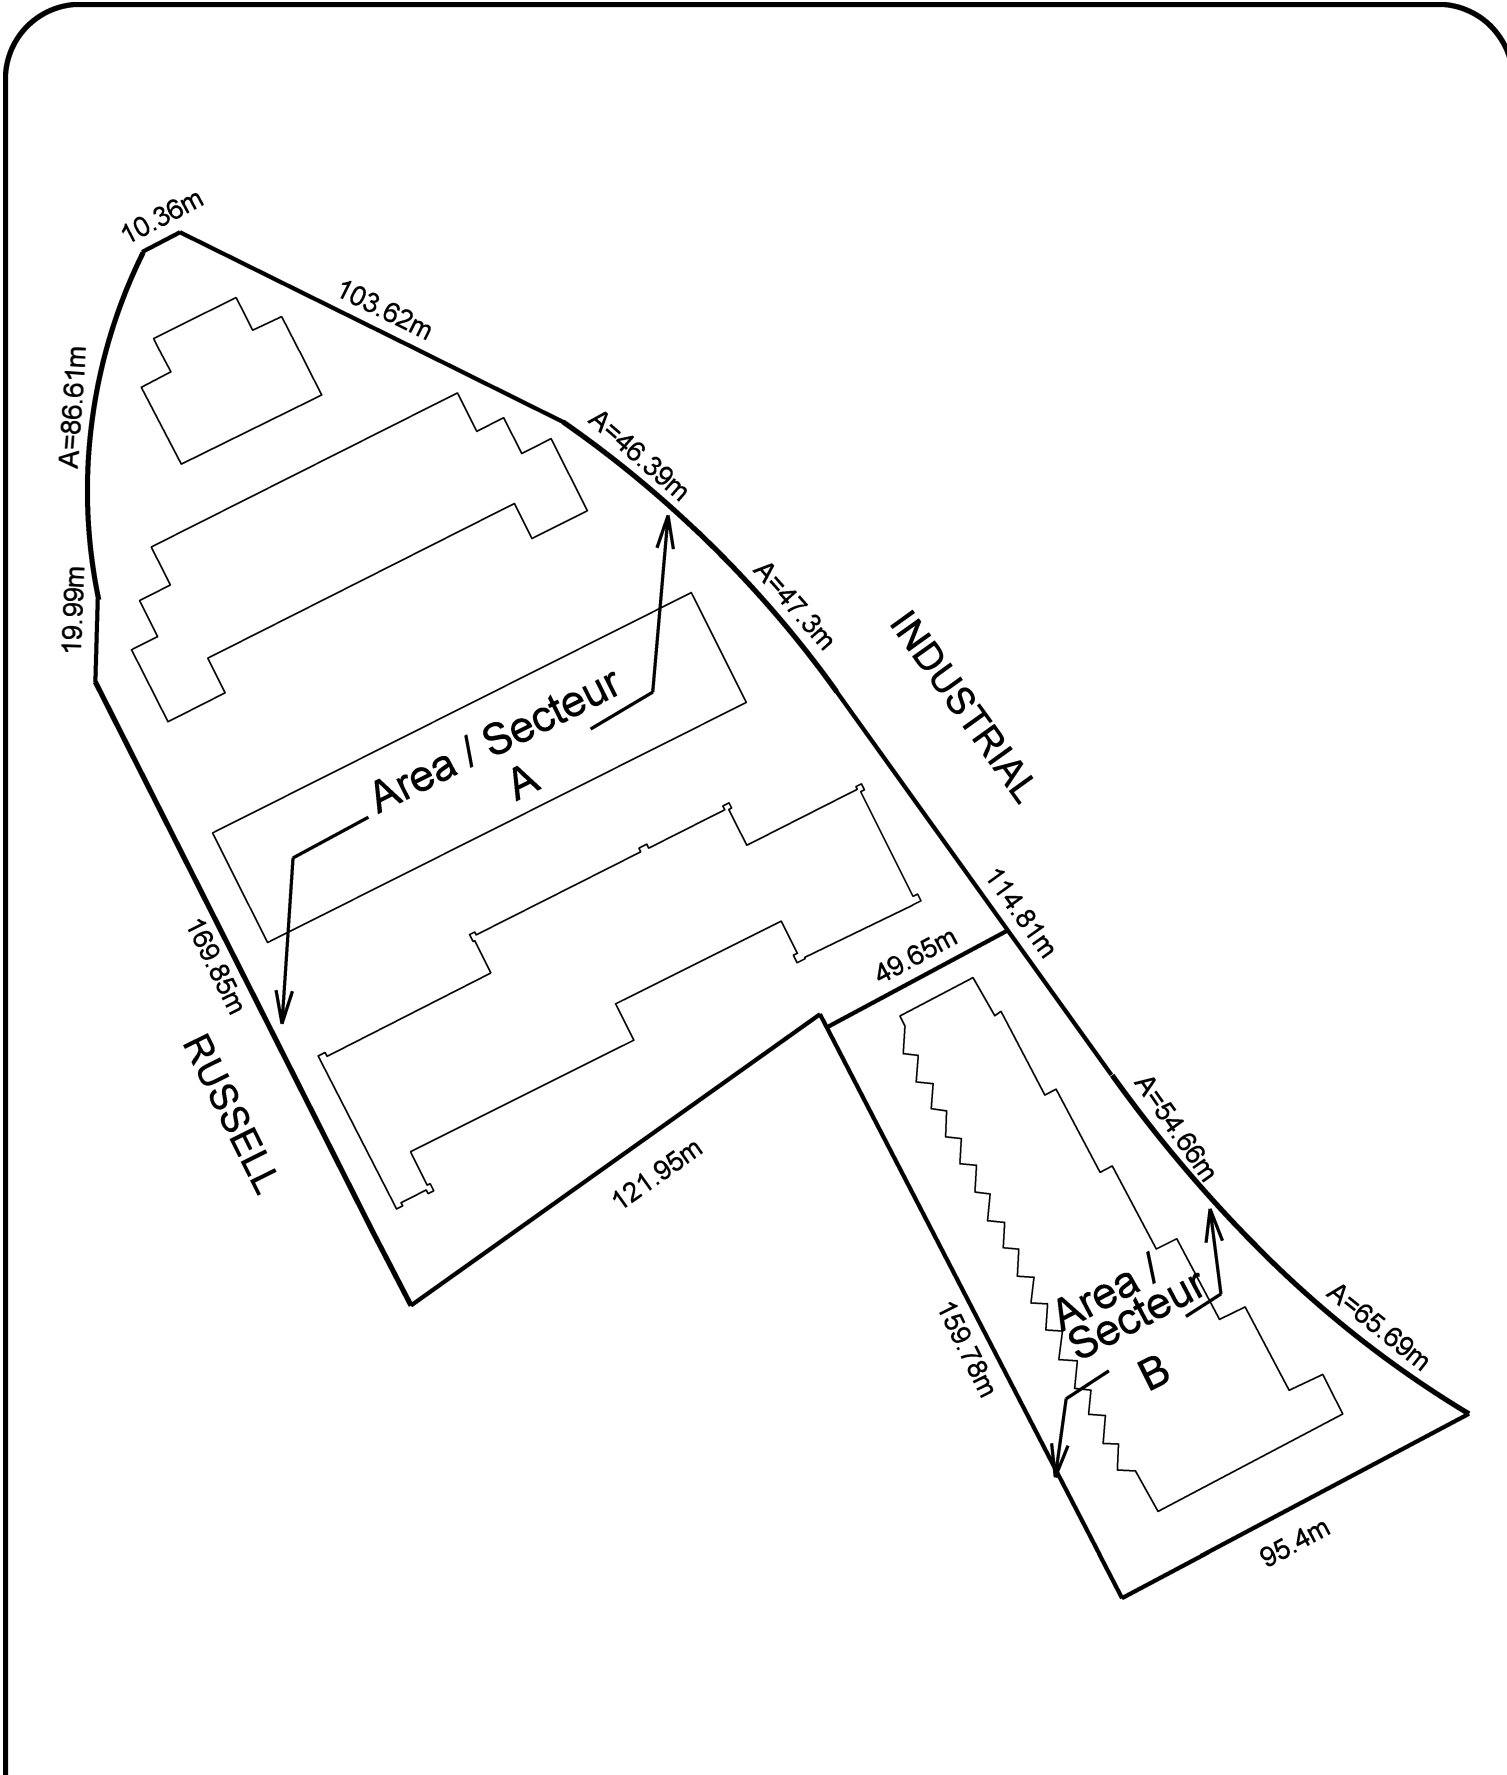 10.36m
103.62m
A=86.61m
A=46.39m
19.99m
A=47.3m
INDUSTRIAL
Area / Secteur
A
114.81m
169.85m
49.65m
RUSSELL
121.95m
A=54.66m
Area /
Secteur
B
159.78m
A=65.69m
95.4m